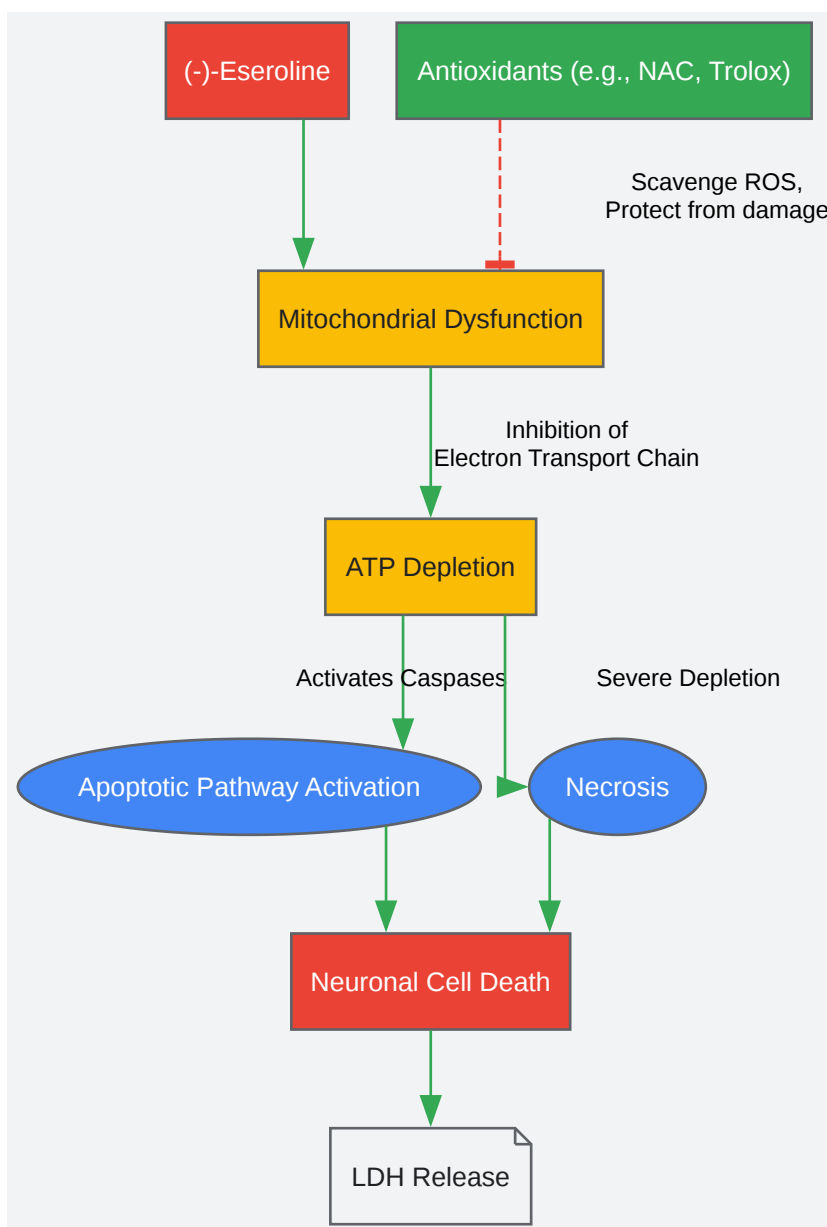 (-)-Eseroline
Antioxidants (e.g., NAC, Trolox)
Scavenge ROS,
Protect from damage
Mitochondrial Dysfunction
Inhibition of
Electron Transport Chain
ATP Depletion
Activates Caspases
Severe Depletion
Apoptotic Pathway Activation
Necrosis
Neuronal Cell Death
LDH Release